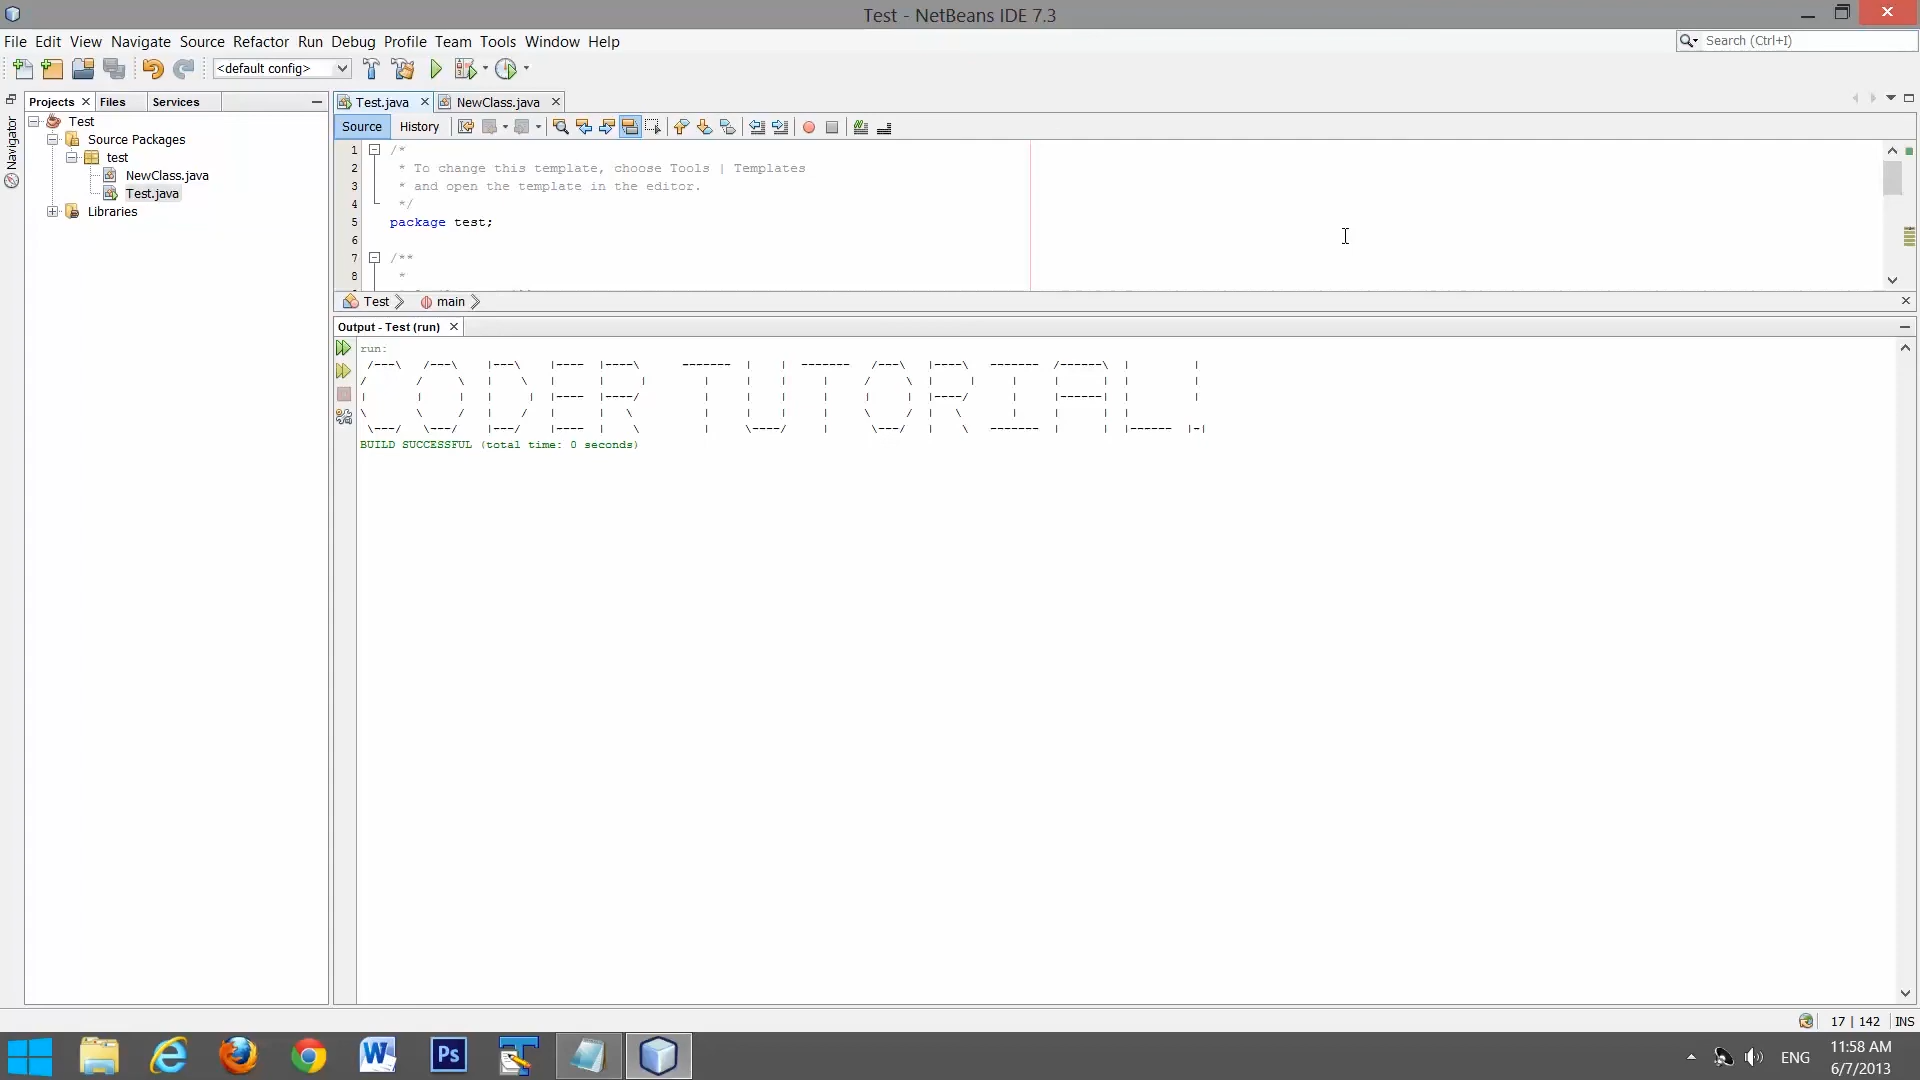 Test - NetBeans IDE 7.3
File Edit View Navigate Source Refactor Run Debug Profile Team Tools Window Help
Search (Ctrl+I)
<default config>
Projects Files Services
Test.java NewClass.java
Navigator
Test
Source Packages
test
NewClass.java
Test.java
Libraries
Source History
1 /*
2 * To change this template, choose Tools | Templates
3 * and open the template in the editor.
4 */
5 package test;
6
7 /**
8 *
Test main
Output - Test (run)
run:
CODER TUTORIAL!
BUILD SUCCESSFUL (total time: 0 seconds)
17 | 142 INS
W
Ps
ENG
11:58 AM
6/7/2013